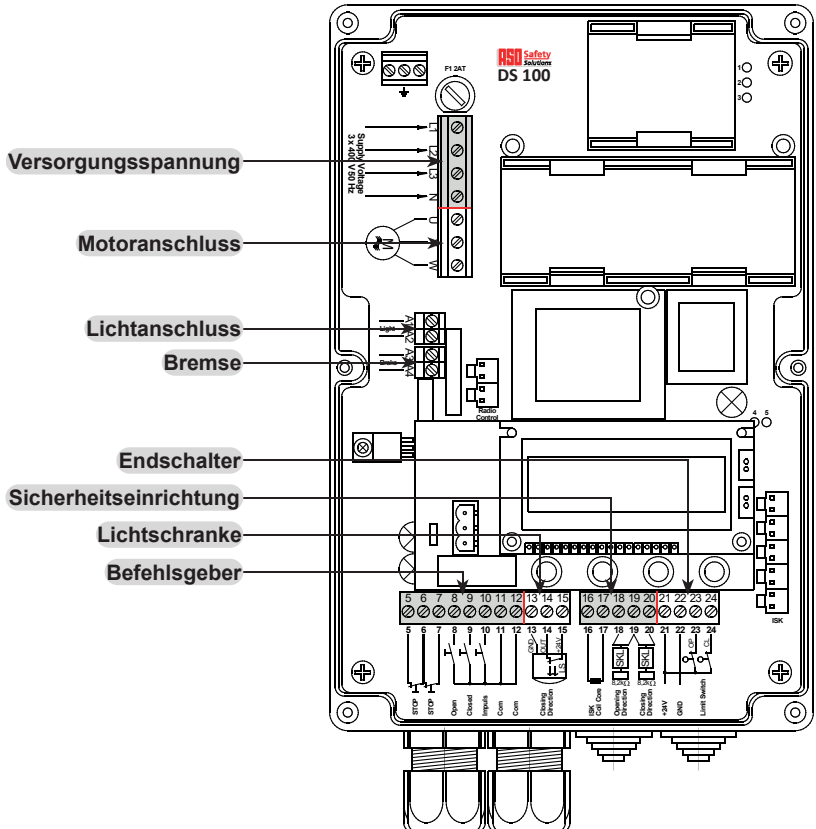 ASO Safety
Solutions
DS 100
F1 2AT
1
2
3
L1
L2
L3
N
U
W
Supply Voltage
3 x 400 V/50 Hz
M
Versorgungsspannung
Motoranschluss
Lichtanschluss
Bremse
A2
Light
A4
Radio
Control
4 5
Endschalter
Sicherheitseinrichtung
Lichtschranke
Befehlsgeber
ISK
5 6 7 8 9 10 11 12 13 14 15
16 17 18 19 20 21 22 23 24
5 6 7 8 9 10 11 12 13 14 15
16 17 18 19 20 21 22 23 24
GND
OUT
+24V
LS
SKL
SKL
8,2kΩ
8,2kΩ
OP
CL
STOP
STOP
Open
Closed
Impuls
Com
Com
Closing
Direction
ISK
Coil Core
Opening
Direction
Closing
Direction
+24V
GND
Limit Switch